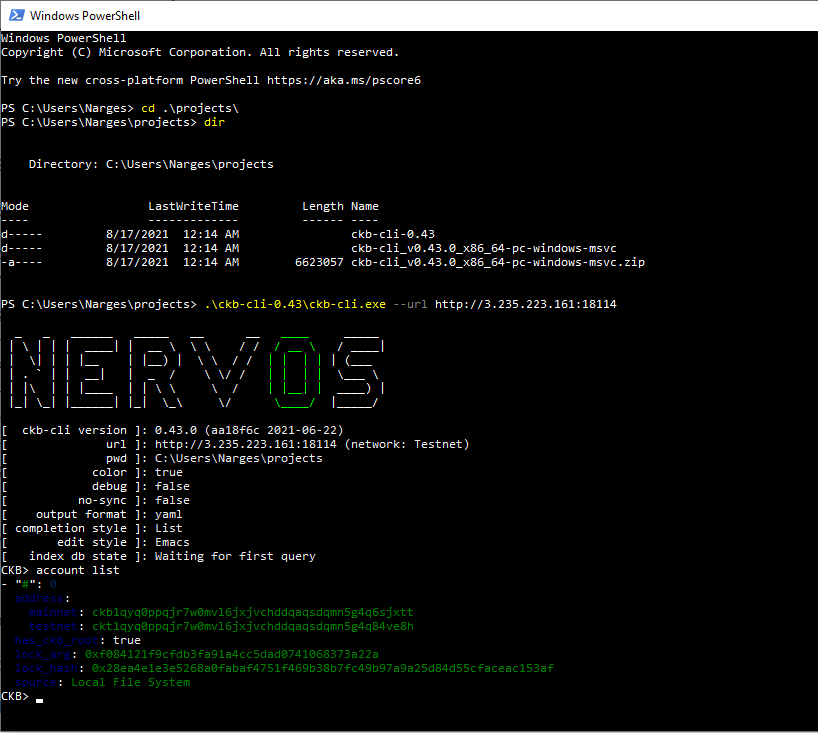 Windows PowerShell
Windows PowerShell
Copyright (C) Microsoft Corporation. All rights reserved.
Try the new cross-platform PowerShell https://aka.ms/pscore6
PS C:\Users\Narges> cd .\projects\
PS C:\Users\Narges\projects> dir
Directory: C:\Users\Narges\projects
Mode LastWriteTime Length Name
---- ------------- ------ ----
d----- 8/17/2021 12:14 AM ckb-cli-0.43
d----- 8/17/2021 12:14 AM ckb-cli_v0.43.0_x86_64-pc-windows-msvc
-a---- 8/17/2021 12:14 AM 6623057 ckb-cli_v0.43.0_x86_64-pc-windows-msvc.zip
PS C:\Users\Narges\projects> .\ckb-cli-0.43\ckb-cli.exe --url http://3.235.223.161:18114
NERVOS
[ ckb-cli version ]: 0.43.0 (aa18f6c 2021-06-22)
[ url ]: http://3.235.223.161:18114 (network: Testnet)
[ pwd ]: C:\Users\Narges\projects
[ color ]: true
[ debug ]: false
[ no-sync ]: false
[ output format ]: yaml
[ completion style ]: List
[ edit style ]: Emacs
[ index db state ]: Waiting for first query
CKB> account list
- "#": 0
address:
mainnet: ckb1qyq0ppqjr7w0mvl6jxjvchddqaqsdqmn5g4q6sjxtt
testnet: ckt1qyq0ppqjr7w0mvl6jxjvchddqaqsdqmn5g4q84ve8h
has_ckb_root: true
lock_arg: 0xf084121f9cfdb3fa91a4cc5dad0741068373a22a
lock_hash: 0x28ea4e1e3e5268a0fabaf4751f469b38b7fc49b97a9a25d84d55cfaceac153af
source: Local File System
CKB>